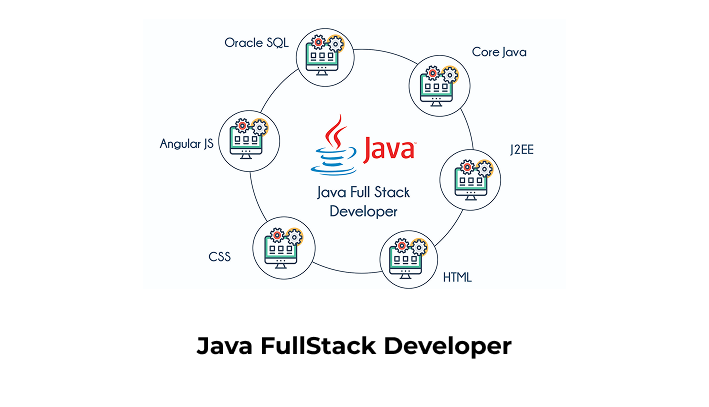 Oracle SQL
Core Java
Angular JS
Java
J2EE
Java Full Stack
Developer
CSS
HTML
Java FullStack Developer